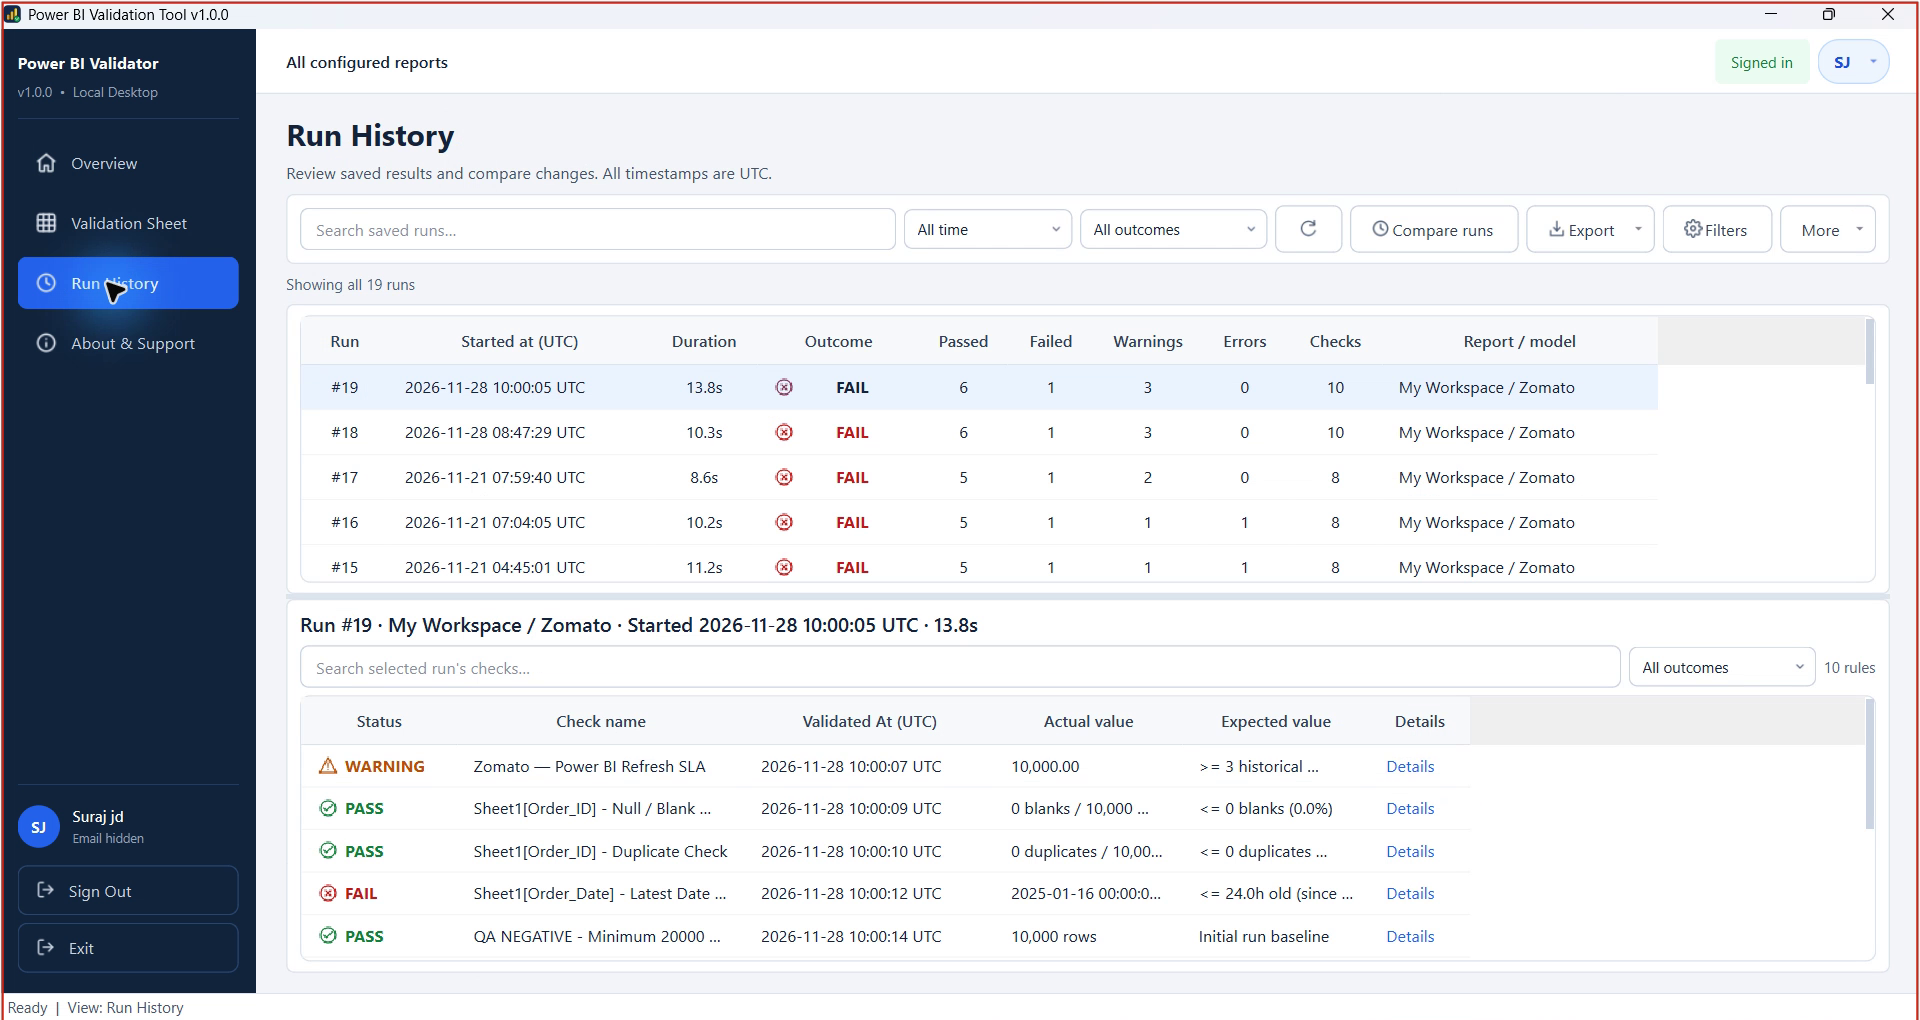 Power BI Validation Tool v1.0.0
Power BI Validator
v1.0.0 • Local Desktop
Overview
Validation Sheet
Run History
About & Support
Suraj jd
SJ
Email hidden
Sign Out
Exit
All configured reports
Signed in
SJ
Run History
Review saved results and compare changes. All timestamps are UTC.
Search saved runs... All time All outcomes Compare runs Export Filters More
Showing all 19 runs
Run Started at (UTC) Duration Outcome Passed Failed Warnings Errors Checks Report / model
#19 2026-11-28 10:00:05 UTC 13.8s FAIL 6 1 3 0 10 My Workspace / Zomato
#18 2026-11-28 08:47:29 UTC 10.3s FAIL 6 1 3 0 10 My Workspace / Zomato
#17 2026-11-21 07:59:40 UTC 8.6s FAIL 5 1 2 0 8 My Workspace / Zomato
#16 2026-11-21 07:04:05 UTC 10.2s FAIL 5 1 1 1 8 My Workspace / Zomato
#15 2026-11-21 04:45:01 UTC 11.2s FAIL 5 1 1 1 8 My Workspace / Zomato
Run #19 · My Workspace / Zomato · Started 2026-11-28 10:00:05 UTC · 13.8s
Search selected run's checks... All outcomes 10 rules
Status Check name Validated At (UTC) Actual value Expected value Details
WARNING Zomato — Power BI Refresh SLA 2026-11-28 10:00:07 UTC 10,000.00 >= 3 historical ... Details
PASS Sheet1[Order_ID] - Null / Blank ... 2026-11-28 10:00:09 UTC 0 blanks / 10,000 ... <= 0 blanks (0.0%) Details
PASS Sheet1[Order_ID] - Duplicate Check 2026-11-28 10:00:10 UTC 0 duplicates / 10,00... <= 0 duplicates ... Details
FAIL Sheet1[Order_Date] - Latest Date ... 2026-11-28 10:00:12 UTC 2025-01-16 00:00:0... <= 24.0h old (since ... Details
PASS QA NEGATIVE - Minimum 20000 ... 2026-11-28 10:00:14 UTC 10,000 rows Initial run baseline Details
Ready | View: Run History